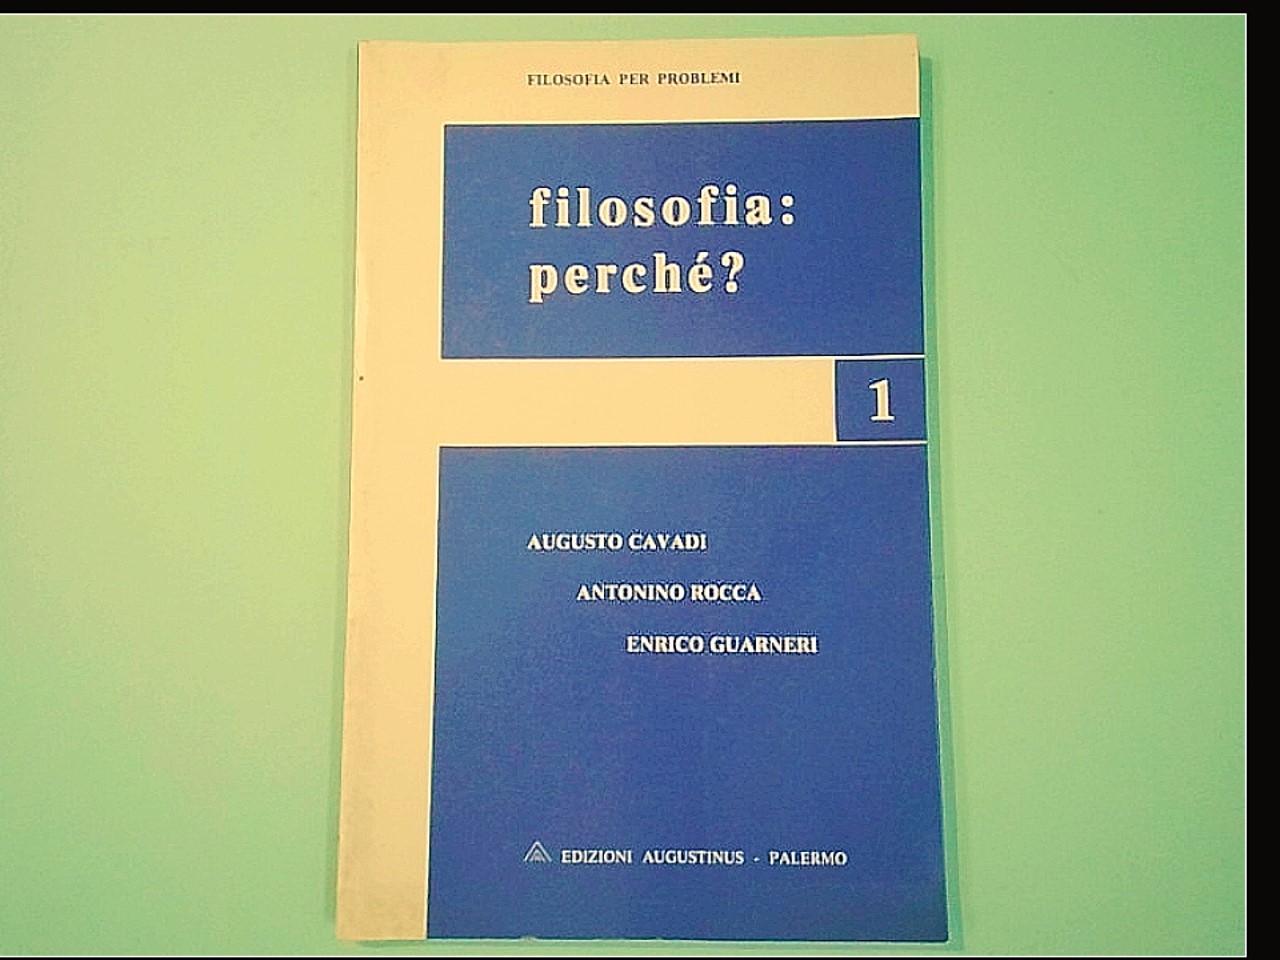 FILOSOFIA PER PROBLEMI
filosofia:
perché?
1
AUGUSTO CAVADI
ANTONINO ROCCA
ENRICO GUARNERI
EDIZIONI AUGUSTINUS - PALERMO